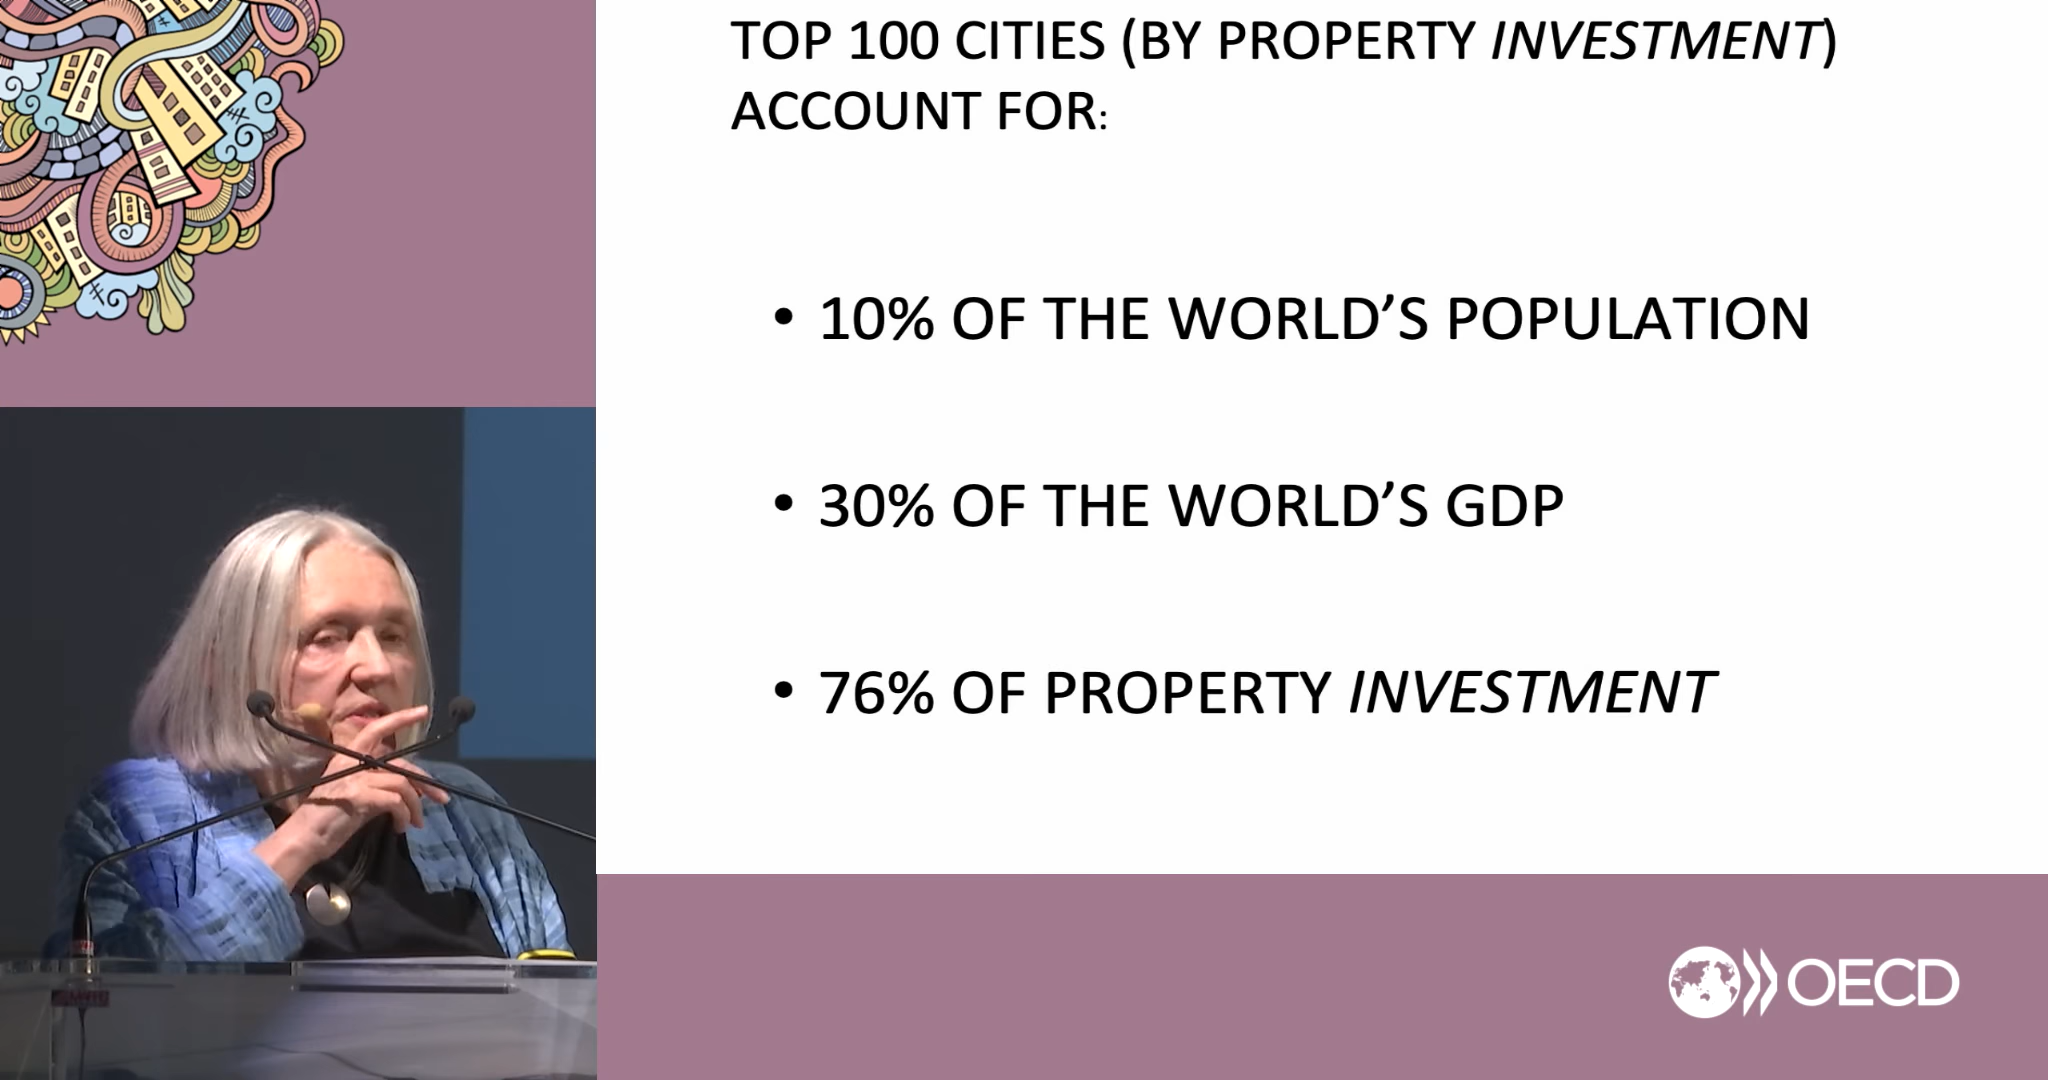 TOP 100 CITIES (BY PROPERTY INVESTMENT)
ACCOUNT FOR:
• 10% OF THE WORLD’S POPULATION
• 30% OF THE WORLD’S GDP
• 76% OF PROPERTY INVESTMENT
OECD